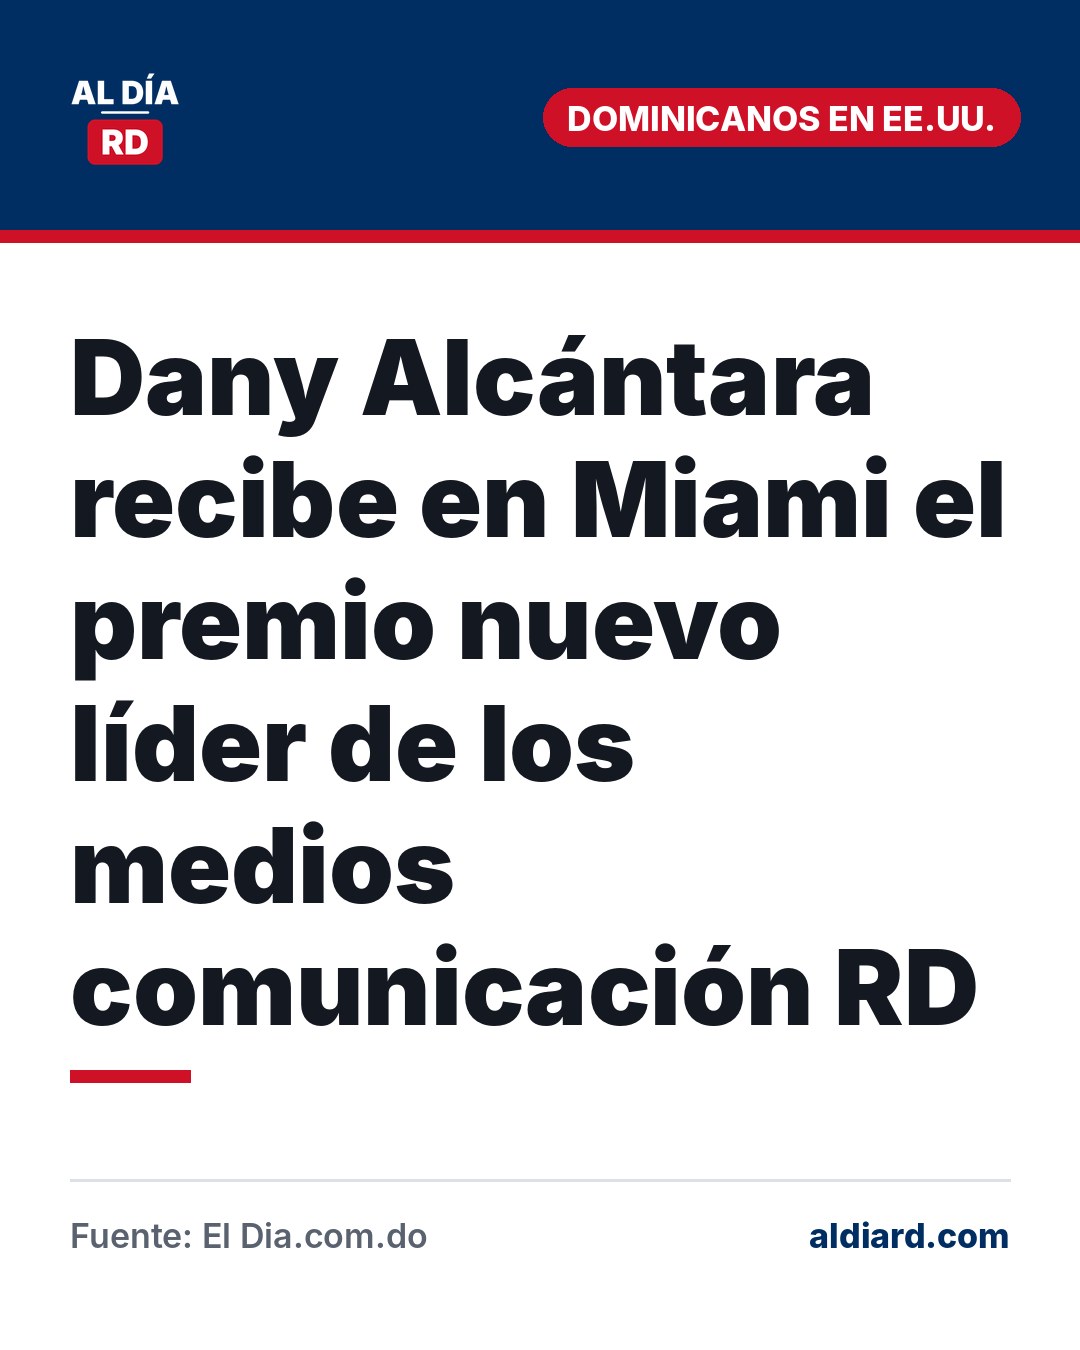 AL DÍA
RD
DOMINICANOS EN EE.UU.
Dany Alcántara
recibe en Miami el
premio nuevo
líder de los
medios
comunicación RD
Fuente: El Dia.com.do
aldiard.com